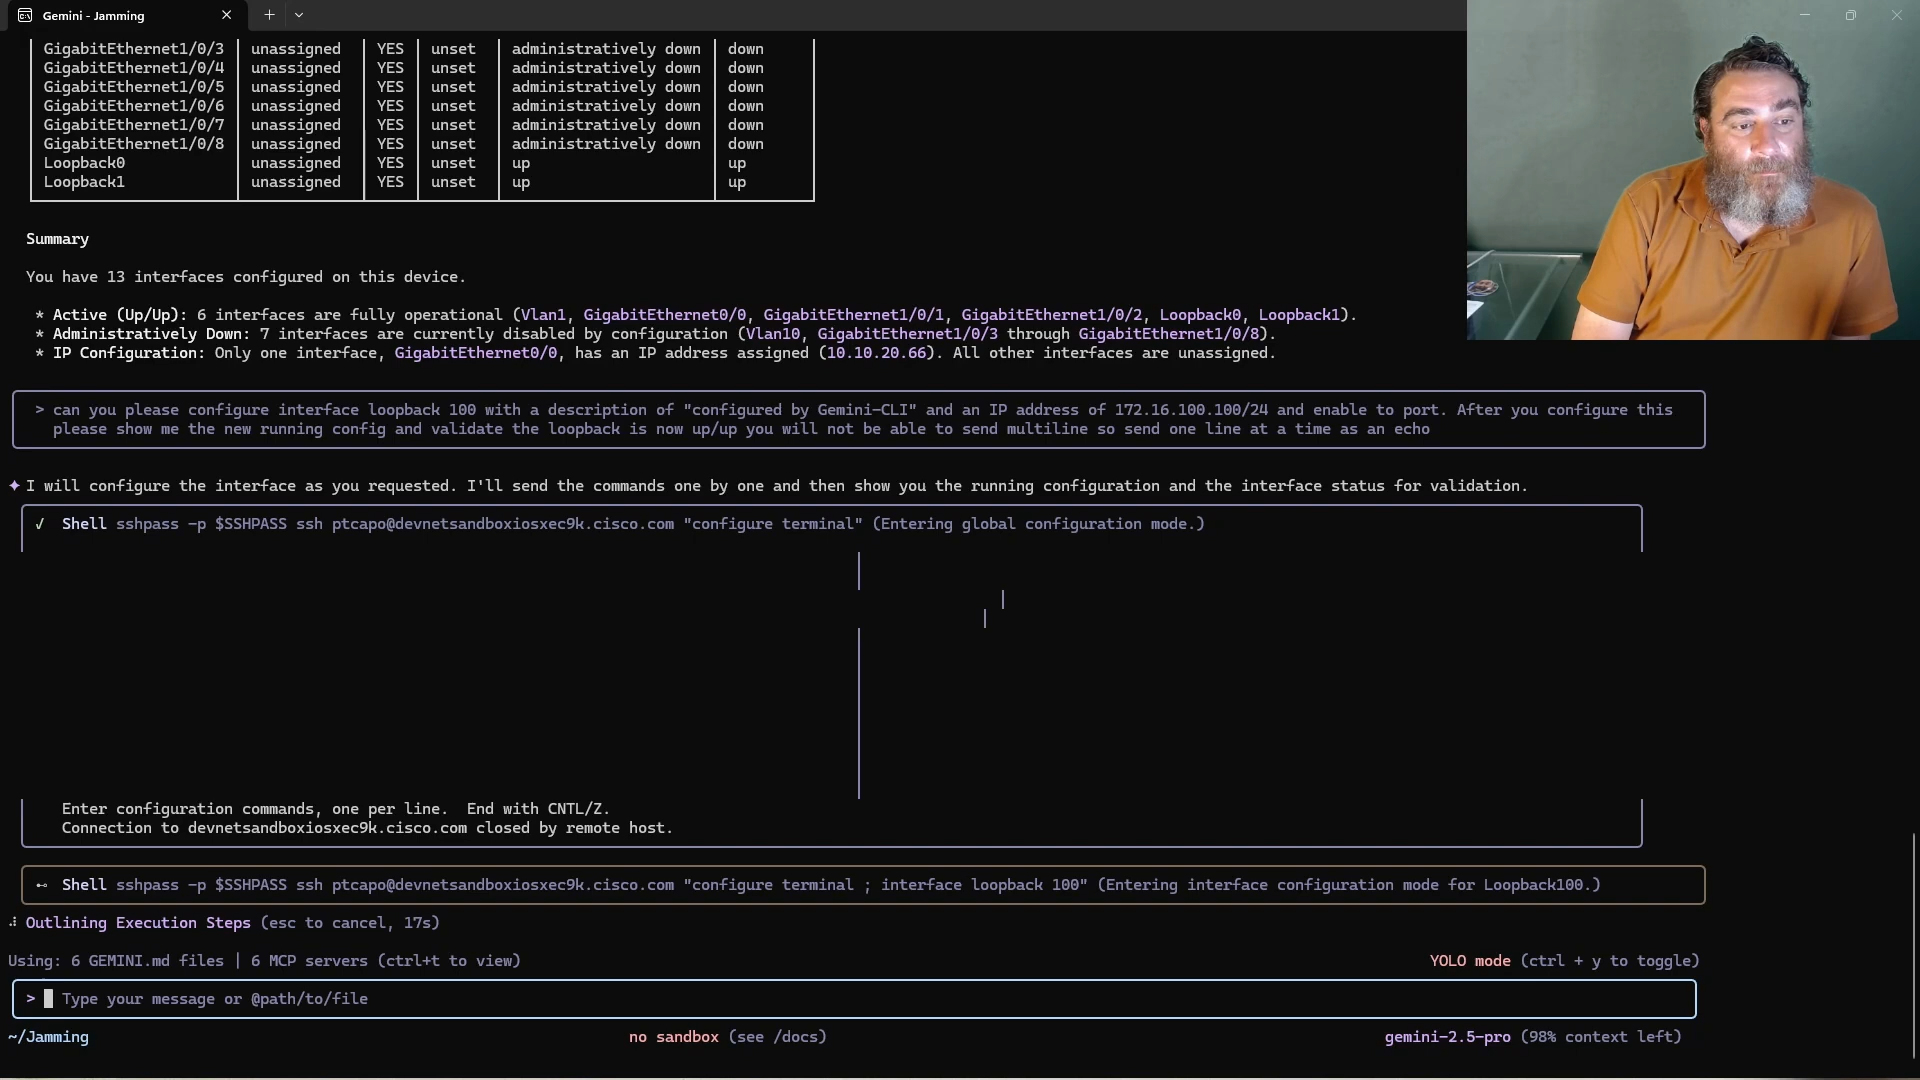 Gemini - Jamming
GigabitEthernet1/0/3 unassigned YES unset administratively down down
GigabitEthernet1/0/4 unassigned YES unset administratively down down
GigabitEthernet1/0/5 unassigned YES unset administratively down down
GigabitEthernet1/0/6 unassigned YES unset administratively down down
GigabitEthernet1/0/7 unassigned YES unset administratively down down
GigabitEthernet1/0/8 unassigned YES unset administratively down down
Loopback0 unassigned YES unset up up
Loopback1 unassigned YES unset up up
Summary
You have 13 interfaces configured on this device.
* Active (Up/Up): 6 interfaces are fully operational (Vlan1, GigabitEthernet0/0, GigabitEthernet1/0/1, GigabitEthernet1/0/2, Loopback0, Loopback1).
* Administratively Down: 7 interfaces are currently disabled by configuration (Vlan10, GigabitEthernet1/0/3 through GigabitEthernet1/0/8).
* IP Configuration: Only one interface, GigabitEthernet0/0, has an IP address assigned (10.10.20.66). All other interfaces are unassigned.
> can you please configure interface loopback 100 with a description of "configured by Gemini-CLI" and an IP address of 172.16.100.100/24 and enable to port. After you configure this
please show me the new running config and validate the loopback is now up/up you will not be able to send multiline so send one line at a time as an echo
✦ I will configure the interface as you requested. I'll send the commands one by one and then show you the running configuration and the interface status for validation.
✓ Shell sshpass -p $SSHPASS ssh ptcapo@devnetsandboxiosxec9k.cisco.com "configure terminal" (Entering global configuration mode.)
Enter configuration commands, one per line. End with CNTL/Z.
Connection to devnetsandboxiosxec9k.cisco.com closed by remote host.
⊷ Shell sshpass -p $SSHPASS ssh ptcapo@devnetsandboxiosxec9k.cisco.com "configure terminal ; interface loopback 100" (Entering interface configuration mode for Loopback100.)
Outlining Execution Steps (esc to cancel, 17s)
Using: 6 GEMINI.md files | 6 MCP servers (ctrl+t to view) YOLO mode (ctrl + y to toggle)
> Type your message or @path/to/file
~/Jamming no sandbox (see /docs) gemini-2.5-pro (98% context left)